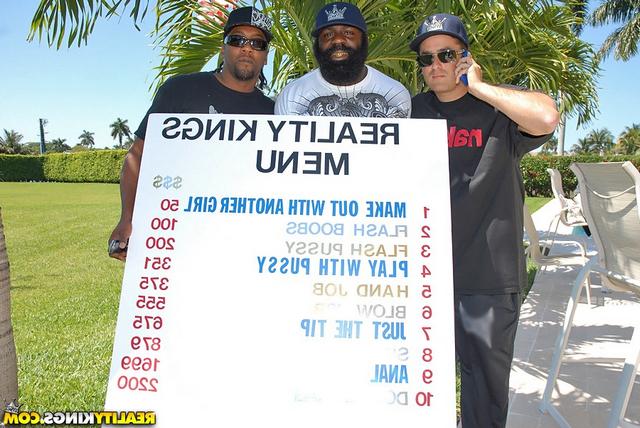 REALITY KINGS
MENU
$$$
1 MAKE OUT WITH ANOTHER GIRL 50
2 FLASH BOOBS 100
3 FLASH PUSSY 200
4 PLAY WITH PUSSY 351
5 HAND JOB 375
6 BLOW 555
7 JUST THE TIP 675
8 879
9 ANAL 1699
10 2200
REALITYKINGS.COM